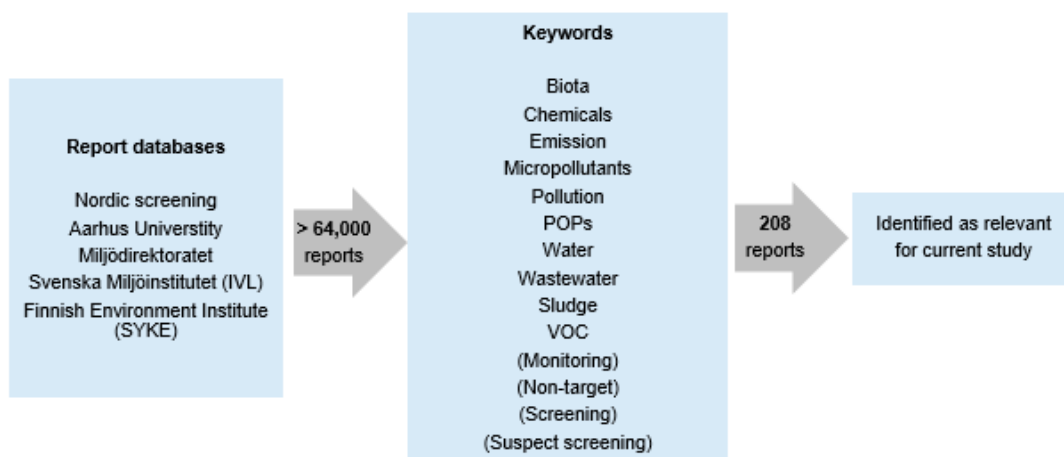 Report databases
Nordic screening
Aarhus Universtity
Miljödirektoratet
Svenska Miljöinstitutet (IVL)
Finnish Environment Institute
(SYKE)
> 64,000
reports
Keywords
Biota
Chemicals
Emission
Micropollutants
Pollution
POPs
Water
Wastewater
Sludge
VOC
(Monitoring)
(Non-target)
(Screening)
(Suspect screening)
208
reports
Identified as relevant
for current study